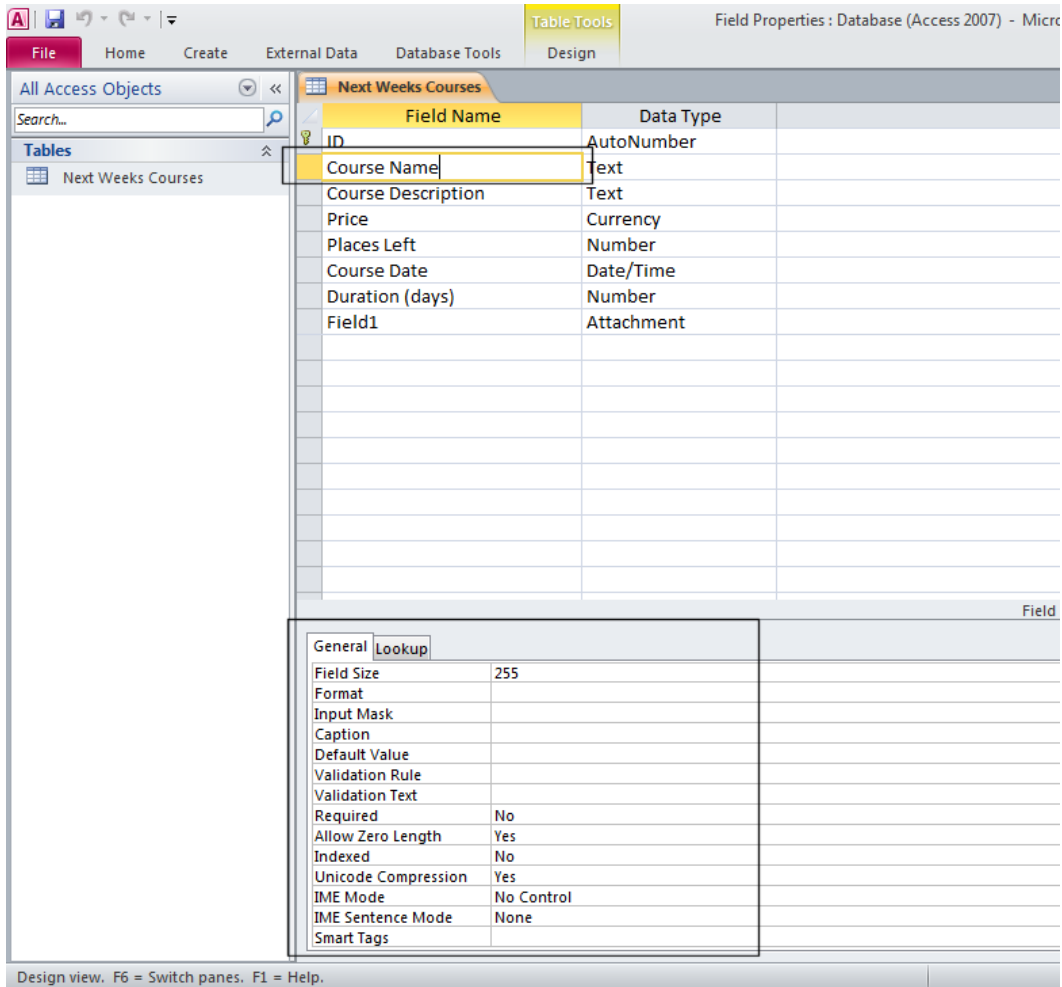 A
Table Tools
Field Properties : Database (Access 2007) - Micro
File Home Create External Data Database Tools Design
All Access Objects
Next Weeks Courses
Search...
Field Name Data Type
Tables
Next Weeks Courses
ID AutoNumber
Course Name Text
Course Description Text
Price Currency
Places Left Number
Course Date Date/Time
Duration (days) Number
Field1 Attachment
Field
General Lookup
Field Size 255
Format
Input Mask
Caption
Default Value
Validation Rule
Validation Text
Required No
Allow Zero Length Yes
Indexed No
Unicode Compression Yes
IME Mode No Control
IME Sentence Mode None
Smart Tags
Design view. F6 = Switch panes. F1 = Help.